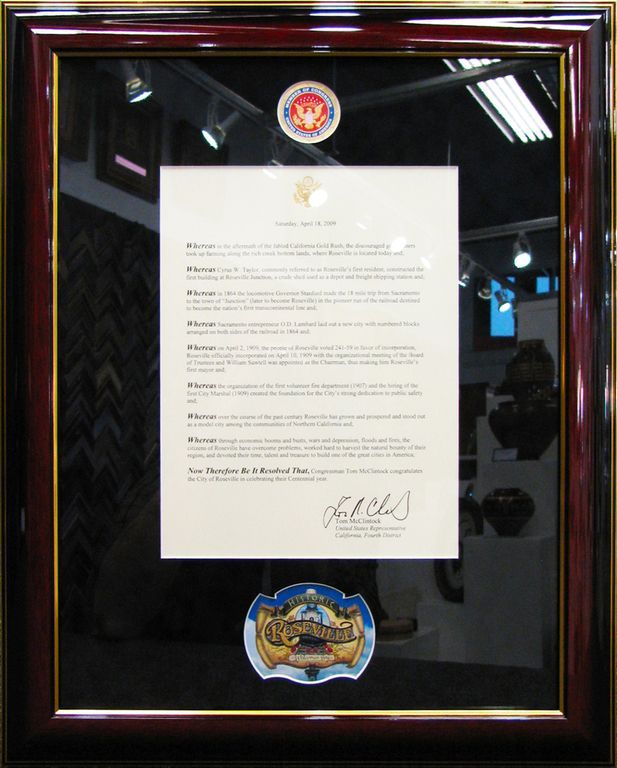 MEMBER OF CONGRESS
UNITED STATES OF AMERICA
Saturday, April 18, 2009
Whereas in the aftermath of the fabled California Gold Rush, the discouraged
took up farming along the rich creek bottom lands, where Roseville is located today and;
Whereas Cyrus W. Taylor, commonly referred to as Roseville's first resident, constructed the
first building at Roseville Junction, a crude shed used as a depot and freight shipping station and;
Whereas in 1864 the locomotive Governor Stanford made the 18 mile trip from Sacramento
to the town of "Junction" (later to become Roseville) in the pioneer run of the railroad destined
to become the nation's first transcontinental line and;
Whereas Sacramento entrepreneur O.D. Lambard laid out a new city with numbered blocks
arranged on both sides of the railroad in 1864 and;
Whereas on April 2, 1909, the people of Roseville voted 241-59 in favor of incorporation,
Roseville officially incorporated on April 10, 1909 with the organizational meeting of the Board
of Trustees and William Sawtell was appointed as the Chairman, thus making him Roseville's
first mayor and;
Whereas the organization of the first volunteer fire department (1907) and the hiring of the
first City Marshal (1909) created the foundation for the City's strong dedication to public safety
and;
Whereas over the course of the past century Roseville has grown and prospered and stood out
as a model city among the communities of Northern California and;
Whereas through economic booms and busts, wars and depression, floods and fires, the
citizens of Roseville have overcome problems, worked hard to harvest the natural bounty of their
region, and devoted their time, talent and treasure to build one of the great cities in America;
Now Therefore Be It Resolved That, Congressman Tom McClintock congratulates
the City of Roseville in celebrating their Centennial year.
Tom McClintock
United States Representative
California, Fourth District
HISTORIC
ROSEVILLE